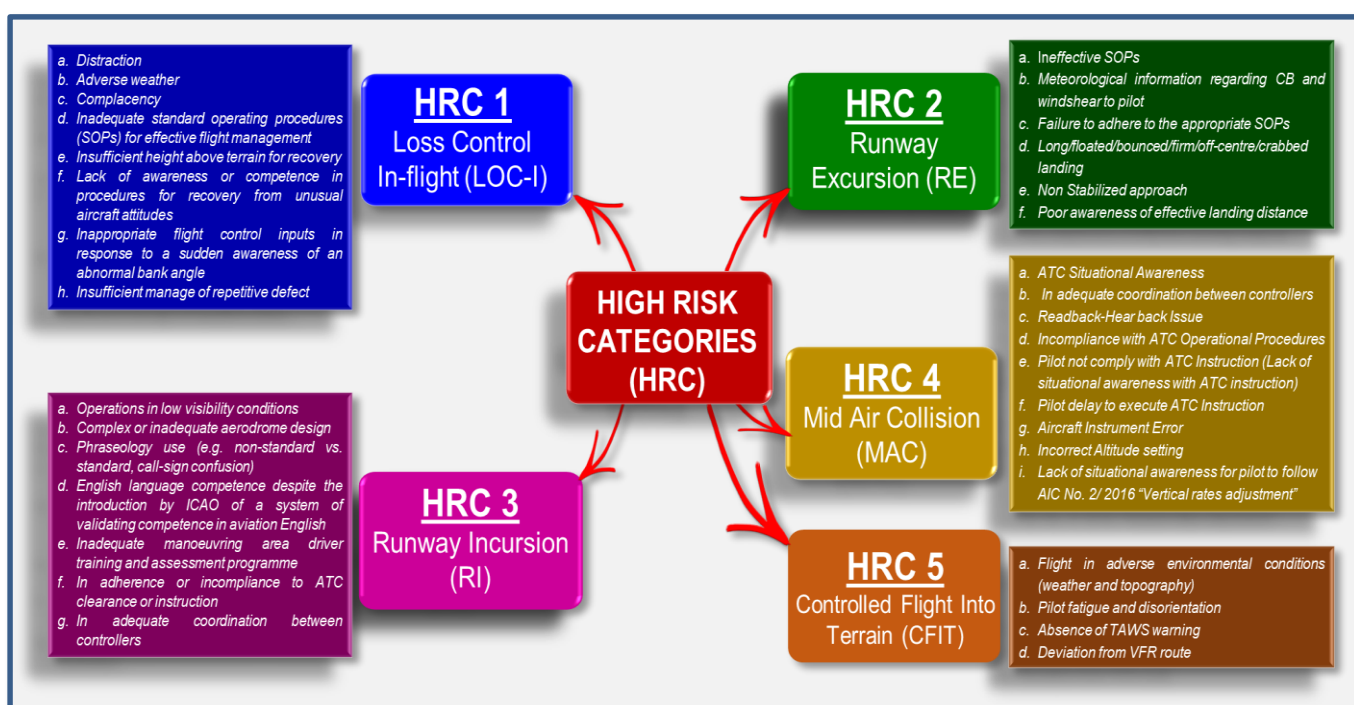 a. Distraction
b. Adverse weather
c. Complacency
d. Inadequate standard operating procedures
(SOPs) for effective flight management
e. Insufficient height above terrain for recovery
f. Lack of awareness or competence in
procedures for recovery from unusual
aircraft attitudes
g. Inappropriate flight control inputs in
response to a sudden awareness of an
abnormal bank angle
h. Insufficient manage of repetitive defect
HRC 1
Loss Control
In-flight (LOC-I)
HRC 2
Runway
Excursion (RE)
a. Ineffective SOPs
b. Meteorological information regarding CB and
windshear to pilot
c. Failure to adhere to the appropriate SOPs
d. Long/floated/bounced/firm/off-centre/crabbed
landing
e. Non Stabilized approach
f. Poor awareness of effective landing distance
HIGH RISK
CATEGORIES
(HRC)
a. Operations in low visibility conditions
b. Complex or inadequate aerodrome design
c. Phraseology use (e.g. non-standard vs.
standard, call-sign confusion)
d. English language competence despite the
introduction by ICAO of a system of
validating competence in aviation English
e. Inadequate manoeuvring area driver
training and assessment programme
f. In adherence or incompliance to ATC
clearance or instruction
g. In adequate coordination between
controllers
HRC 3
Runway Incursion
(RI)
HRC 4
Mid Air Collision
(MAC)
a. ATC Situational Awareness
b. In adequate coordination between controllers
c. Readback-Hear back Issue
d. Incompliance with ATC Operational Procedures
e. Pilot not comply with ATC Instruction (Lack of
situational awareness with ATC instruction)
f. Pilot delay to execute ATC Instruction
g. Aircraft Instrument Error
h. Incorrect Altitude setting
i. Lack of situational awareness for pilot to follow
AIC No. 2/ 2016 “Vertical rates adjustment”
HRC 5
Controlled Flight Into
Terrain (CFIT)
a. Flight in adverse environmental conditions
(weather and topography)
b. Pilot fatigue and disorientation
c. Absence of TAWS warning
d. Deviation from VFR route